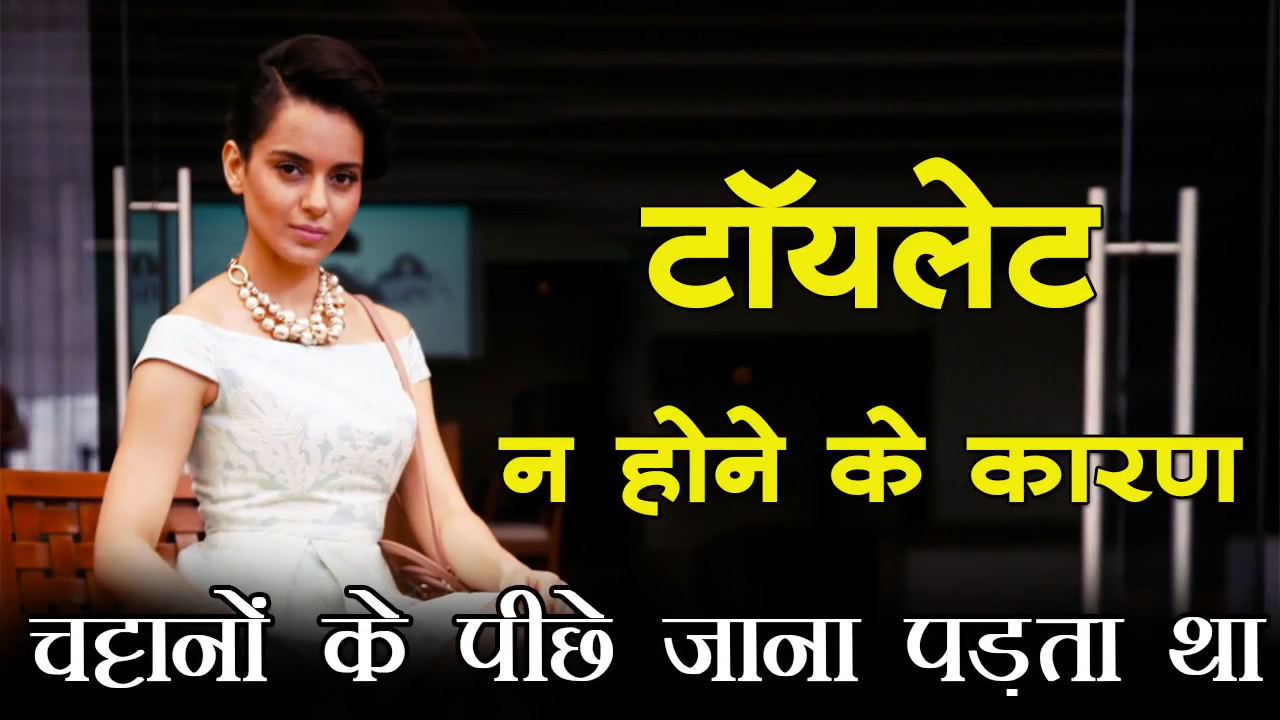 टॉयलेट
न होने के कारण
चट्टानों के पीछे जाना पड़ता था